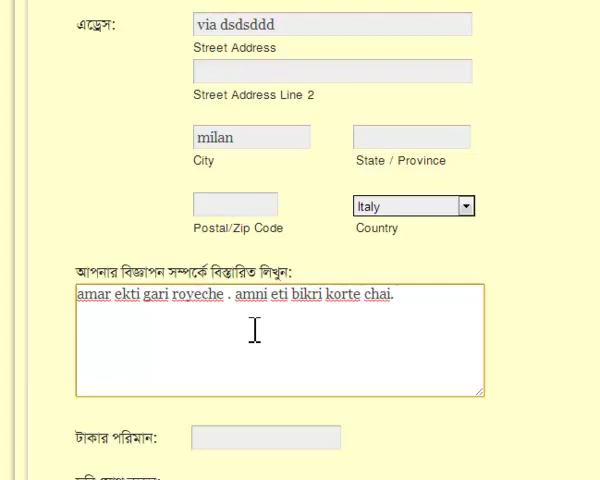 এড্রেস:
via dsdsddd
Street Address
Street Address Line 2
milan
City
State / Province
Italy
Postal/Zip Code
Country
আপনার বিজ্ঞাপন সম্পর্কে বিস্তারিত লিখুন:
amar ekti gari royeche . amni eti bikri korte chai.
টাকার পরিমান: